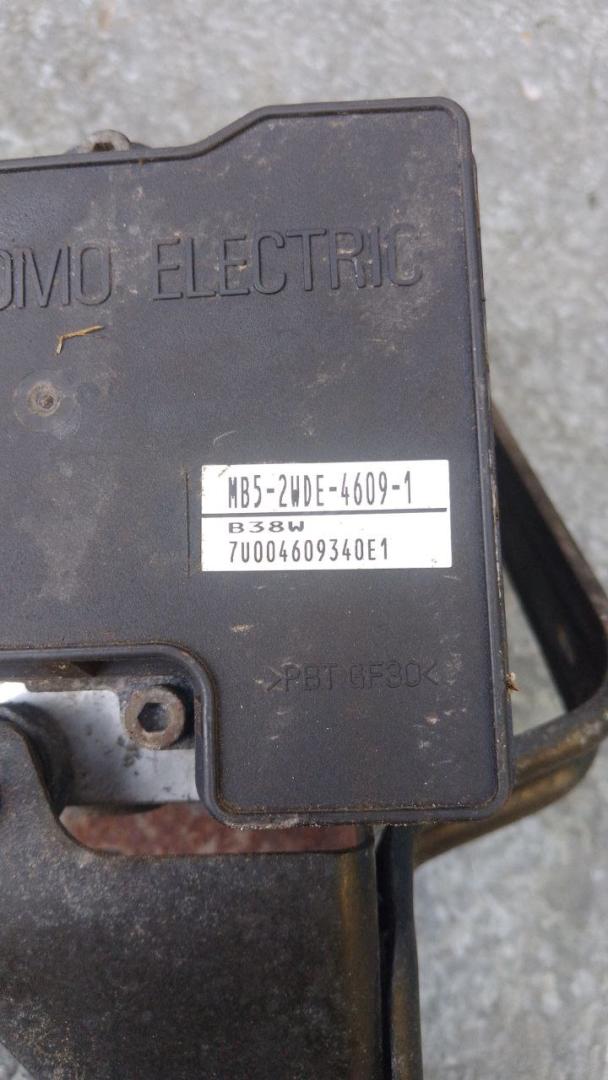 OMO ELECTRIC
MB5-2WDE-4609-1
B38W
7U004609340E1
>PBT GF30<